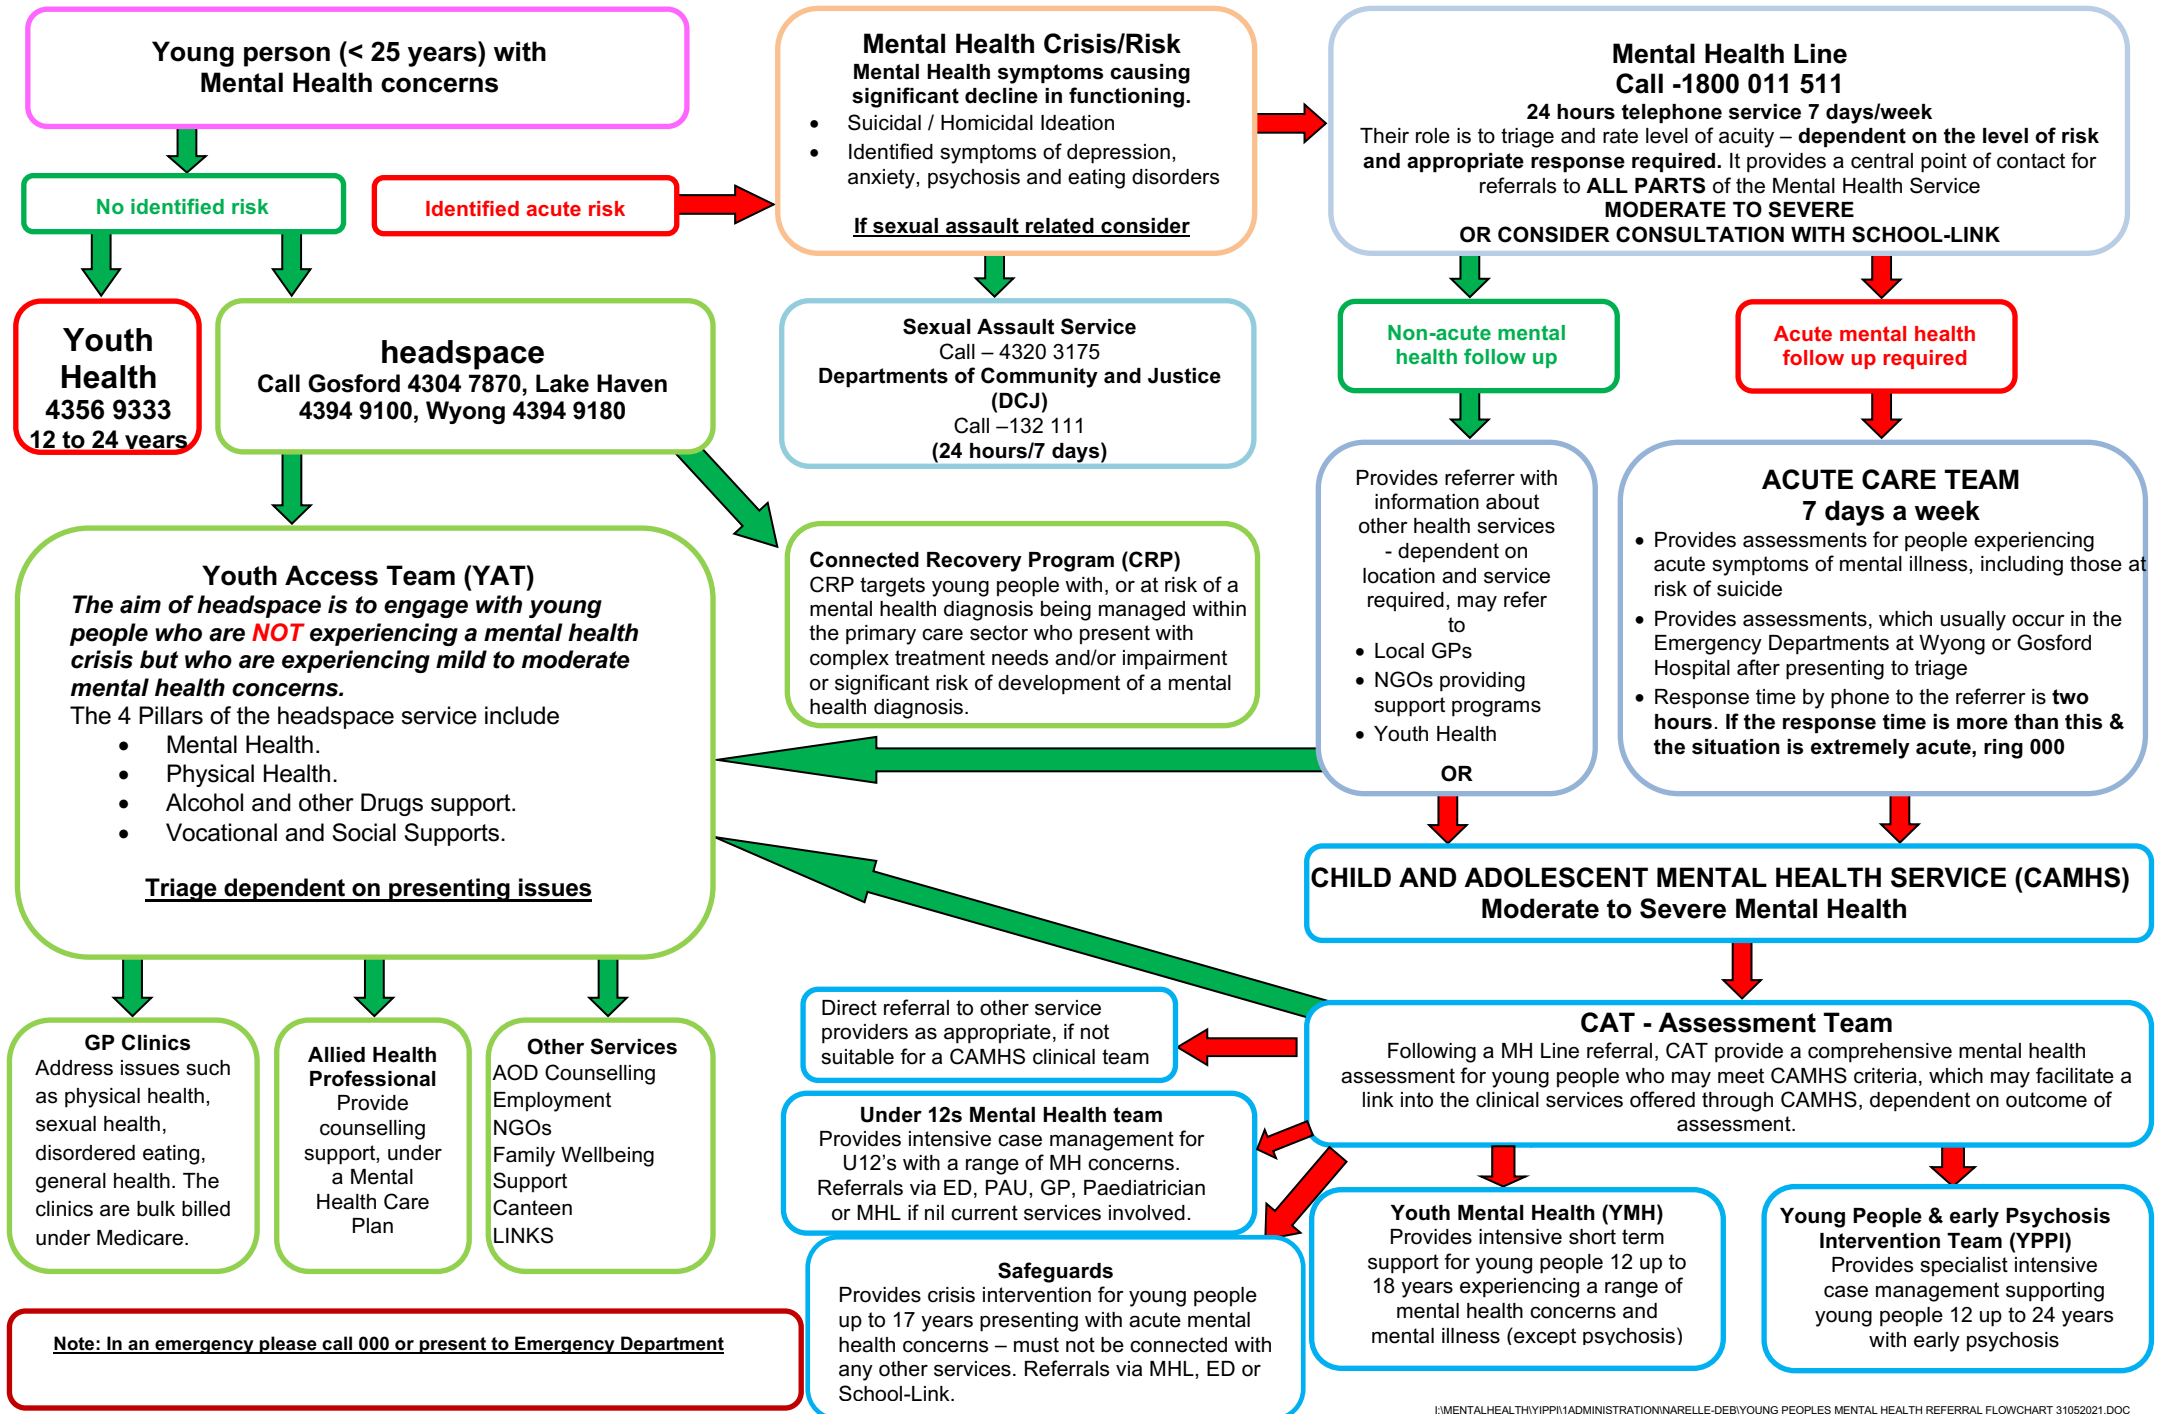 Young person (< 25 years) with
Mental Health concerns
No identified risk
Identified acute risk
Mental Health Crisis/Risk
Mental Health symptoms causing
significant decline in functioning.
• Suicidal / Homicidal Ideation
• Identified symptoms of depression,
anxiety, psychosis and eating disorders
If sexual assault related consider
Mental Health Line
Call -1800 011 511
24 hours telephone service 7 days/week
Their role is to triage and rate level of acuity – dependent on the level of risk
and appropriate response required. It provides a central point of contact for
referrals to ALL PARTS of the Mental Health Service
MODERATE TO SEVERE
OR CONSIDER CONSULTATION WITH SCHOOL-LINK
Youth
Health
4356 9333
12 to 24 years
headspace
Call Gosford 4304 7870, Lake Haven
4394 9100, Wyong 4394 9180
Sexual Assault Service
Call – 4320 3175
Departments of Community and Justice
(DCJ)
Call –132 111
(24 hours/7 days)
Non-acute mental
health follow up
Acute mental health
follow up required
Provides referrer with
information about
other health services
- dependent on
location and service
required, may refer
to
• Local GPs
• NGOs providing
support programs
• Youth Health
OR
ACUTE CARE TEAM
7 days a week
• Provides assessments for people experiencing
acute symptoms of mental illness, including those at
risk of suicide
• Provides assessments, which usually occur in the
Emergency Departments at Wyong or Gosford
Hospital after presenting to triage
• Response time by phone to the referrer is two
hours. If the response time is more than this &
the situation is extremely acute, ring 000
Youth Access Team (YAT)
The aim of headspace is to engage with young
people who are NOT experiencing a mental health
crisis but who are experiencing mild to moderate
mental health concerns.
The 4 Pillars of the headspace service include
• Mental Health.
• Physical Health.
• Alcohol and other Drugs support.
• Vocational and Social Supports.
Triage dependent on presenting issues
Connected Recovery Program (CRP)
CRP targets young people with, or at risk of a
mental health diagnosis being managed within
the primary care sector who present with
complex treatment needs and/or impairment
or significant risk of development of a mental
health diagnosis.
CHILD AND ADOLESCENT MENTAL HEALTH SERVICE (CAMHS)
Moderate to Severe Mental Health
CAT - Assessment Team
Following a MH Line referral, CAT provide a comprehensive mental health
assessment for young people who may meet CAMHS criteria, which may facilitate a
link into the clinical services offered through CAMHS, dependent on outcome of
assessment.
Direct referral to other service
providers as appropriate, if not
suitable for a CAMHS clinical team
Under 12s Mental Health team
Provides intensive case management for
U12’s with a range of MH concerns.
Referrals via ED, PAU, GP, Paediatrician
or MHL if nil current services involved.
GP Clinics
Address issues such
as physical health,
sexual health,
disordered eating,
general health. The
clinics are bulk billed
under Medicare.
Allied Health
Professional
Provide
counselling
support, under
a Mental
Health Care
Plan
Other Services
AOD Counselling
Employment
NGOs
Family Wellbeing
Support
Canteen
LINKS
Safeguards
Provides crisis intervention for young people
up to 17 years presenting with acute mental
health concerns – must not be connected with
any other services. Referrals via MHL, ED or
School-Link.
Youth Mental Health (YMH)
Provides intensive short term
support for young people 12 up to
18 years experiencing a range of
mental health concerns and
mental illness (except psychosis)
Young People & early Psychosis
Intervention Team (YPPI)
Provides specialist intensive
case management supporting
young people 12 up to 24 years
with early psychosis
Note: In an emergency please call 000 or present to Emergency Department
I:\MENTALHEALTH\YIPPI\1ADMINISTRATION\NARELLE-DEB\YOUNG PEOPLES MENTAL HEALTH REFERRAL FLOWCHART 31052021.DOC